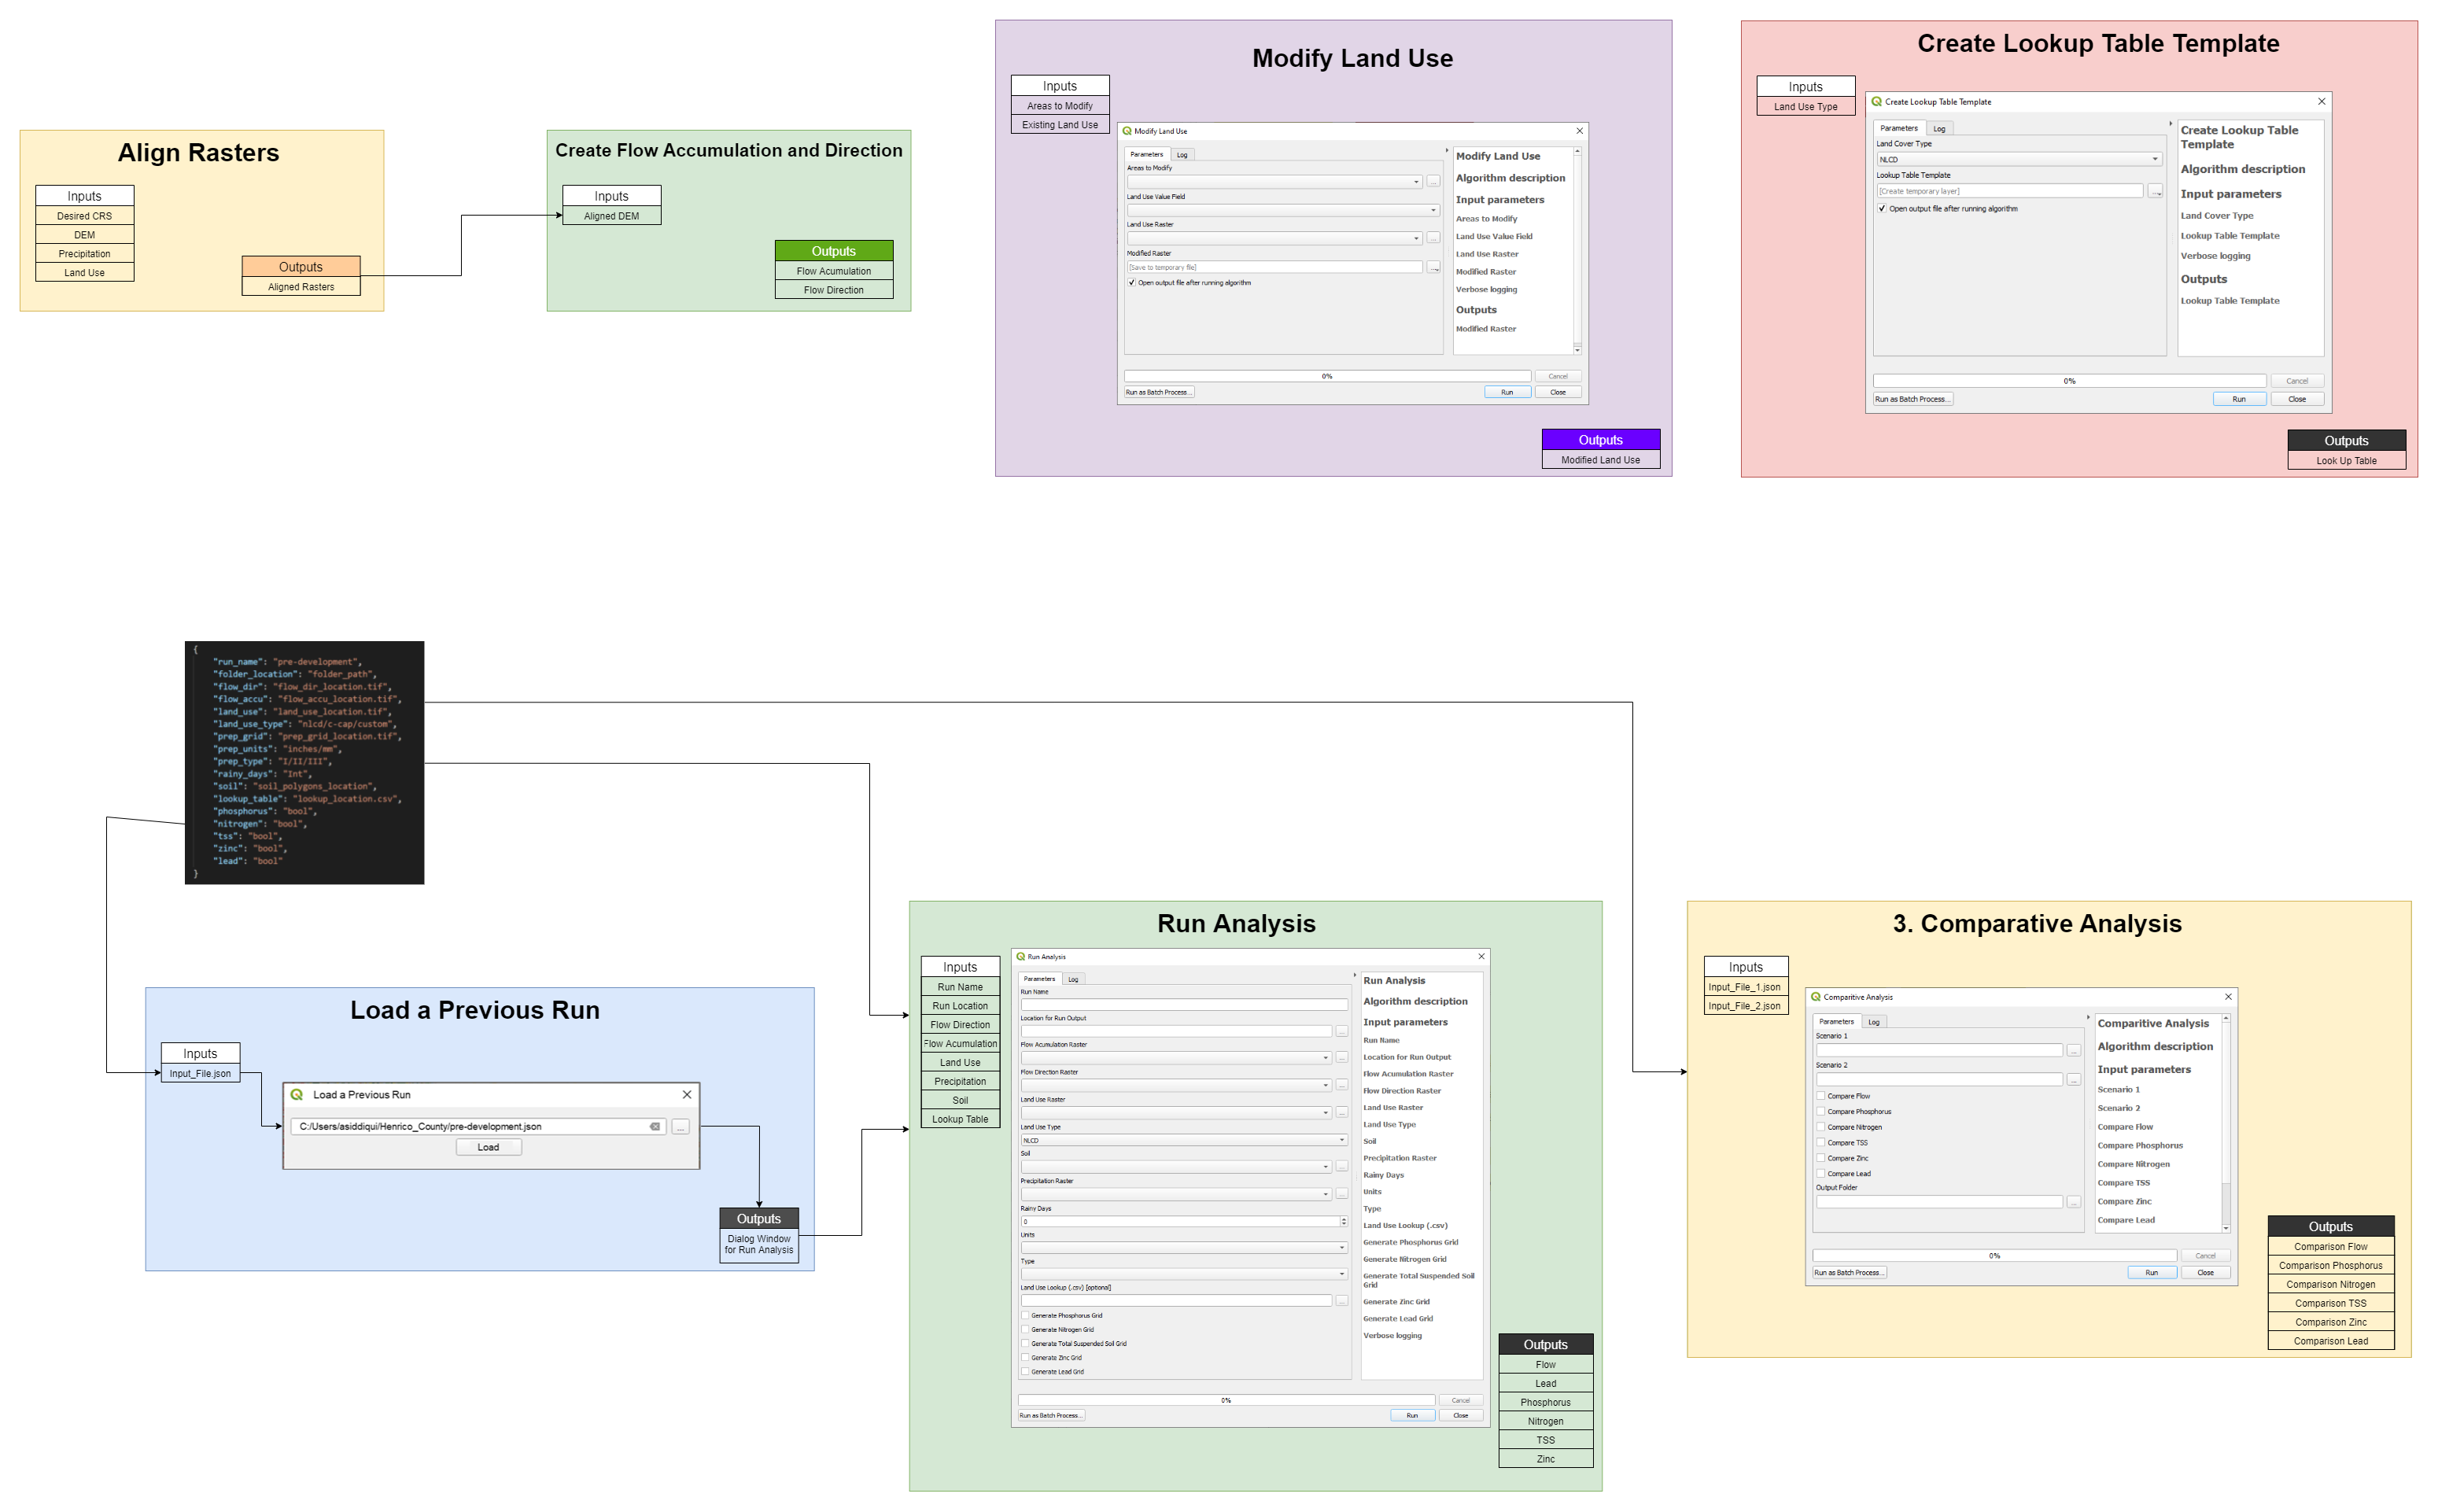 Align Rasters
Inputs
Desired CRS
DEM
Precipitation
Land Use
Outputs
Aligned Rasters
Create Flow Accumulation and Direction
Inputs
Aligned DEM
Outputs
Flow Acumulation
Flow Direction
Modify Land Use
Inputs
Areas to Modify
Existing Land Use
Modify Land Use
Parameters
Log
Areas to Modify
...
Land Use Value Field
Land Use Raster
...
Modified Raster
[Save to temporary file]
...
Open output file after running algorithm
Modify Land Use
Algorithm description
Input parameters
Areas to Modify
Land Use Value Field
Land Use Raster
Modified Raster
Verbose logging
Outputs
Modified Raster
0%
Cancel
Run as Batch Process...
Run
Close
Outputs
Modified Land Use
Create Lookup Table Template
Inputs
Land Use Type
Create Lookup Table Template
Parameters
Log
Land Cover Type
NLCD
Lookup Table Template
[Create temporary layer]
...
Open output file after running algorithm
Create Lookup Table
Template
Algorithm description
Input parameters
Land Cover Type
Lookup Table Template
Verbose logging
Outputs
Lookup Table Template
0%
Cancel
Run as Batch Process...
Run
Close
Outputs
Look Up Table
{
"run_name": "pre-development",
"folder_location": "folder_path",
"flow_dir": "flow_dir_location.tif",
"flow_accu": "flow_accu_location.tif",
"land_use": "land_use_location.tif",
"land_use_type": "nlcd/c-cap/custom",
"prep_grid": "prep_grid_location.tif",
"prep_units": "inches/mm",
"prep_type": "I/II/III",
"rainy_days": "Int",
"soil": "soil_polygons_location",
"lookup_table": "lookup_location.csv",
"phosphorus": "bool",
"nitrogen": "bool",
"tss": "bool",
"zinc": "bool",
"lead": "bool"
}
Load a Previous Run
Inputs
Input_File.json
Load a Previous Run
C:/Users/asiddiqui/Henrico_County/pre-development.json
...
Load
Outputs
Dialog Window
for Run Analysis
Run Analysis
Inputs
Run Name
Run Location
Flow Direction
Flow Acumulation
Land Use
Precipitation
Soil
Lookup Table
Run Analysis
Parameters
Log
Run Name
Location for Run Output
...
Flow Acumulation Raster
...
Flow Direction Raster
...
Land Use Raster
...
Land Use Type
NLCD
Soil
...
Precipitation Raster
...
Rainy Days
0
Units
Type
Land Use Lookup (.csv) [optional]
...
Generate Phosphorus Grid
Generate Nitrogen Grid
Generate Total Suspended Soil Grid
Generate Zinc Grid
Generate Lead Grid
Run Analysis
Algorithm description
Input parameters
Run Name
Location for Run Output
Flow Acumulation Raster
Flow Direction Raster
Land Use Raster
Land Use Type
Soil
Precipitation Raster
Rainy Days
Units
Type
Land Use Lookup (.csv)
Generate Phosphorus Grid
Generate Nitrogen Grid
Generate Total Suspended Soil
Grid
Generate Zinc Grid
Generate Lead Grid
Verbose logging
0%
Cancel
Run as Batch Process...
Run
Close
Outputs
Flow
Lead
Phosphorus
Nitrogen
TSS
Zinc
3. Comparative Analysis
Inputs
Input_File_1.json
Input_File_2.json
Comparitive Analysis
Parameters
Log
Scenario 1
...
Scenario 2
...
Compare Flow
Compare Phosphorus
Compare Nitrogen
Compare TSS
Compare Zinc
Compare Lead
Output Folder
...
Comparitive Analysis
Algorithm description
Input parameters
Scenario 1
Scenario 2
Compare Flow
Compare Phosphorus
Compare Nitrogen
Compare TSS
Compare Zinc
Compare Lead
0%
Cancel
Run as Batch Process...
Run
Close
Outputs
Comparison Flow
Comparison Phosphorus
Comparison Nitrogen
Comparison TSS
Comparison Zinc
Comparison Lead